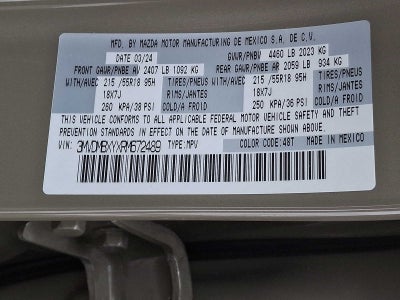 MFD. BY MAZDA MOTOR MANUFACTURING DE MEXICO S.A. DE C.V.
DATE 03/24 GVWR/PNBV 4460 LB 2023 KG
FRONT GAWR/PNBE AV 2407 LB 1092 KG REAR GAWR/PNBE AR 2059 LB 934 KG
WITH/AVEC 215/55R18 95H TIRES/PNEUS WITH/AVEC 215/55R18 95H TIRES/PNEUS
18X7J RIMS/JANTES 18X7J RIMS/JANTES
250 KPA/36 PSI COLD/A FROID 250 KPA/36 PSI COLD/A FROID
THIS VEHICLE CONFORMS TO ALL APPLICABLE FEDERAL MOTOR VEHICLE SAFETY AND THEFT
PREVENTION STANDARDS IN EFFECT ON THE DATE OF MANUFACTURE SHOWN ABOVE.
VIN: 3MVDMBXYXRM672489 TYPE:MPV COLOR CODE:48T MADE IN MEXICO